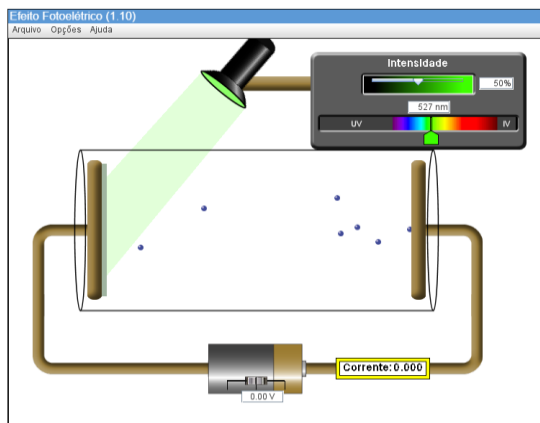 Efeito Fotoelétrico (1.10)
Arquivo Opções Ajuda
Intensidade
50%
527 nm
UV IV
Corrente: 0.000
0.00 V